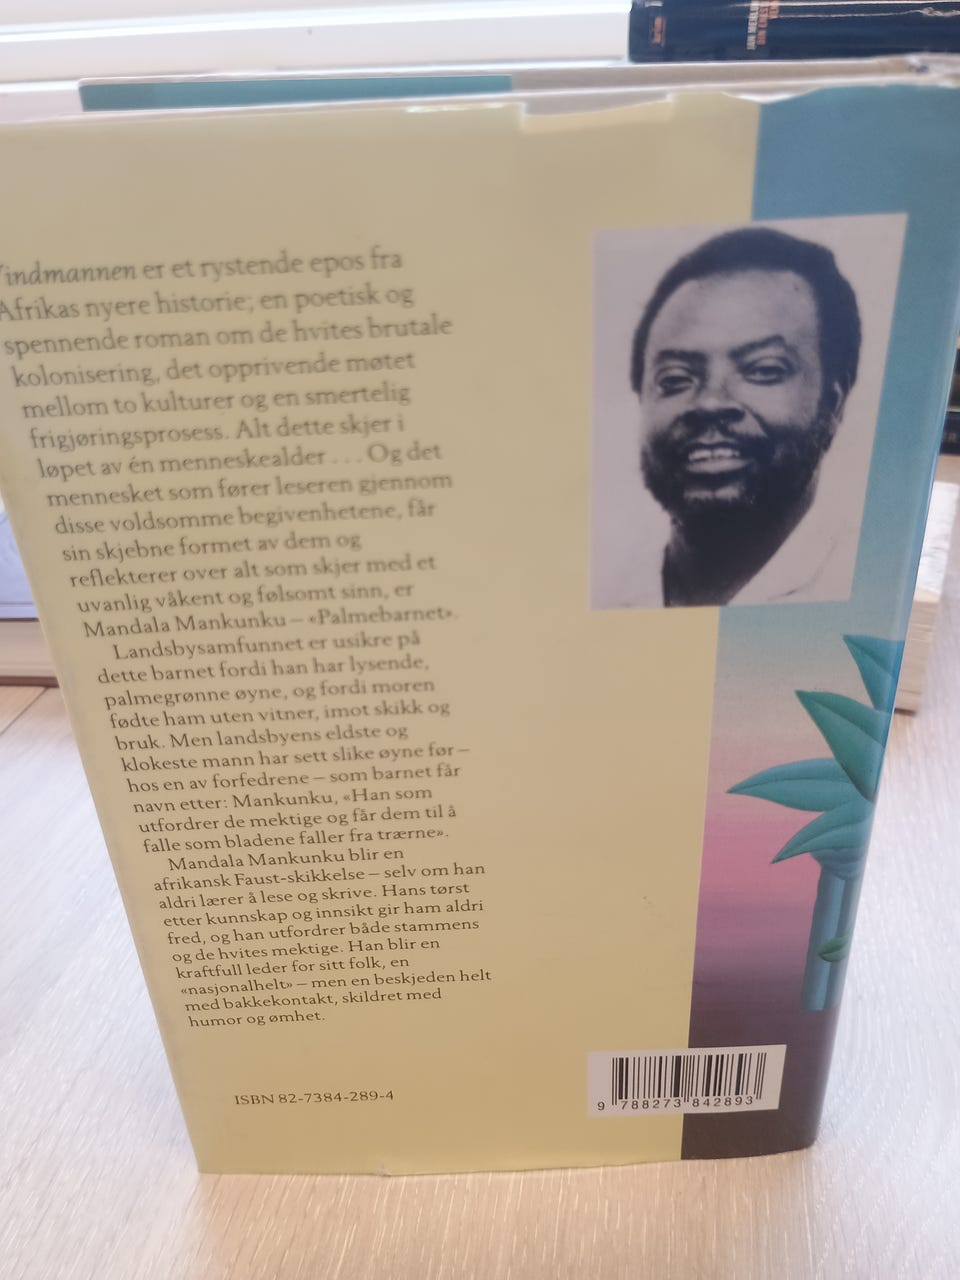 Vindmannen er et rystende epos fra
Afrikas nyere historie; en poetisk og
spennende roman om de hvites brutale
kolonisering, det opprivende møtet
mellom to kulturer og en smertelig
frigjøringsprosess. Alt dette skjer i
løpet av én menneskealder . . . Og det
mennesket som fører leseren gjennom
disse voldsomme begivenhetene, får
sin skjebne formet av dem og
reflekterer over alt som skjer med et
uvanlig våkent og følsomt sinn, er
Mandala Mankunku – «Palmebarnet».
Landsbysamfunnet er usikre på
dette barnet fordi han har lysende,
palmegrønne øyne, og fordi moren
fødte ham uten vitner, imot skikk og
bruk. Men landsbyens eldste og
klokeste mann har sett slike øyne før –
hos en av forfedrene – som barnet får
navn etter: Mankunku, «Han som
utfordrer de mektige og får dem til å
falle som bladene faller fra trærne».
Mandala Mankunku blir en
afrikansk Faust-skikkelse – selv om han
aldri lærer å lese og skrive. Hans tørst
etter kunnskap og innsikt gir ham aldri
fred, og han utfordrer både stammens
og de hvites mektige. Han blir en
kraftfull leder for sitt folk, en
«nasjonalhelt» – men en beskjeden helt
med bakkekontakt, skildret med
humor og ømhet.
ISBN 82-7384-289-4
9 788273 842893